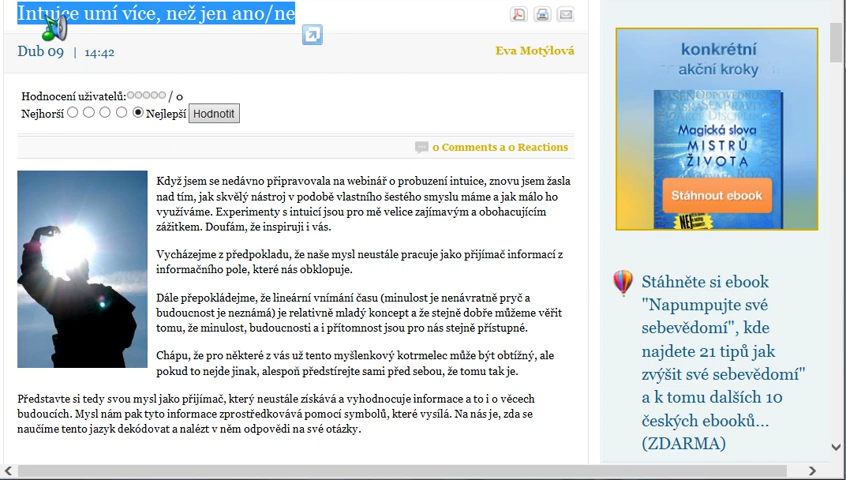 Intuice umí více, než jen ano/ne
Dub 09 | 14:42
Eva Motýlová
Hodnocení uživatelů: / 0
Nejhorší Nejlepší Hodnotit
0 Comments a 0 Reactions
Když jsem se nedávno připravovala na webinář o probuzení intuice, znovu jsem žasla
nad tím, jak skvělý nástroj v podobě vlastního šestého smyslu máme a jak málo ho
využíváme. Experimenty s intuicí jsou pro mě velice zajímavým a obohacujícím
zážitkem. Doufám, že inspiruji i vás.
Vycházejme z předpokladu, že naše mysl neustále pracuje jako přijímač informací z
informačního pole, které nás obklopuje.
Dále přepokládejme, že lineární vnímání času (minulost je nenávratně pryč a
budoucnost je neznámá) je relativně mladý koncept a že stejně dobře můžeme věřit
tomu, že minulost, budoucnosti a i přítomnost jsou pro nás stejně přístupné.
Chápu, že pro některé z vás už tento myšlenkový kotrmelec může být obtížný, ale
pokud to nejde jinak, alespoň předstírejte sami před sebou, že tomu tak je.
Představte si tedy svou mysl jako přijímač, který neustále získává a vyhodnocuje informace a to i o věcech
budoucích. Mysl nám pak tyto informace zprostředkovává pomocí symbolů, které vysílá. Na nás je, zda se
naučíme tento jazyk dekódovat a nalézt v něm odpovědi na své otázky.
konkrétní
akční kroky
Magická slova
MISTRŮ
ŽIVOTA
Stáhnout ebook
Stáhněte si ebook
"Napumpujte své
sebevědomí", kde
najdete 21 tipů jak
zvýšit své sebevědomí"
a k tomu dalších 10
českých ebooků...
(ZDARMA)